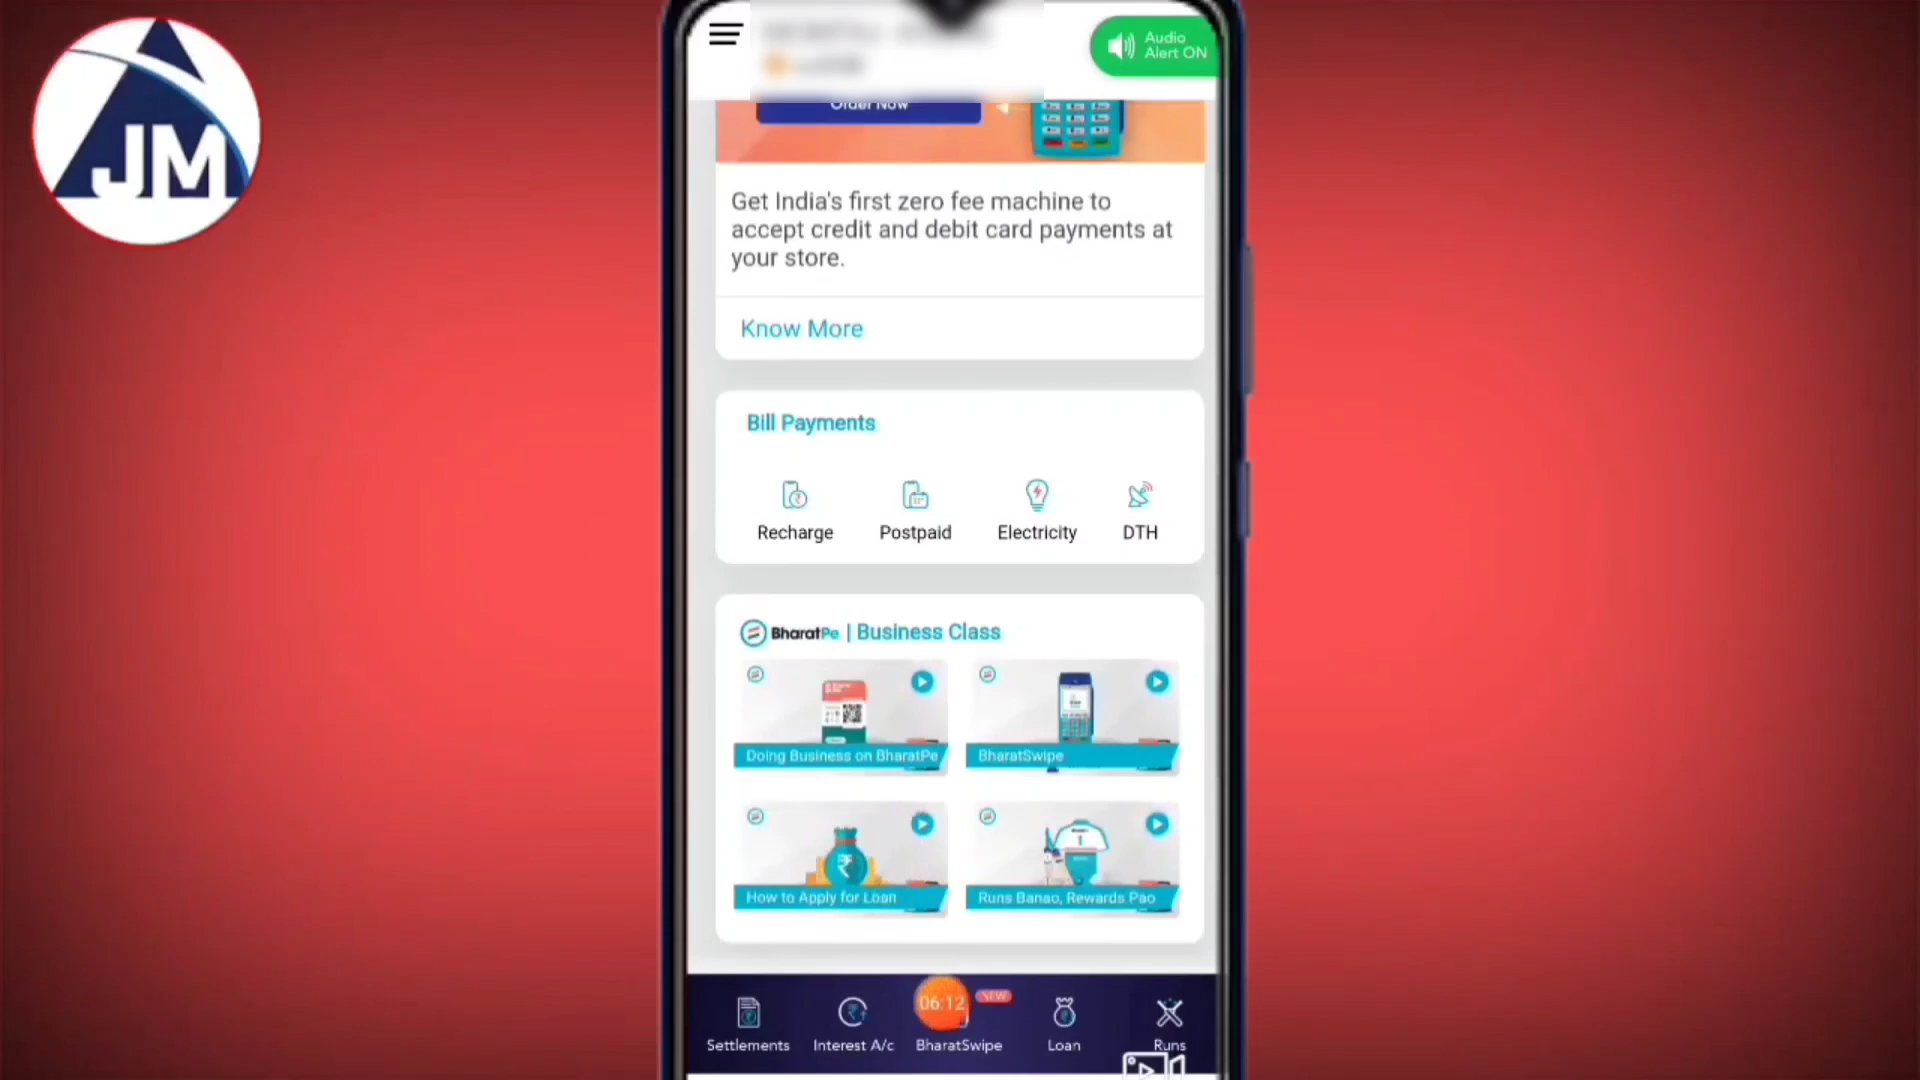 JM
Audio
Alert ON
Order Now
Get India's first zero fee machine to
accept credit and debit card payments at
your store.
Know More
Bill Payments
Recharge
Postpaid
Electricity
DTH
BharatPe | Business Class
Doing Business on BharatPe
BharatSwipe
How to Apply for Loan
Runs Banao, Rewards Pao
06:12
NEW
Settlements
Interest A/c
BharatSwipe
Loan
Runs